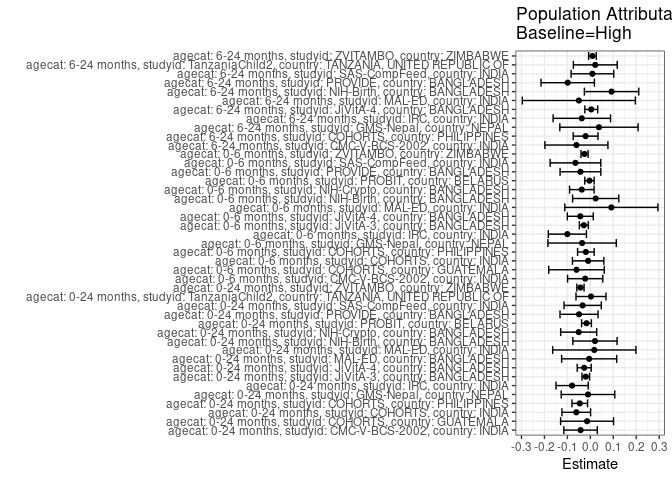 Population Attributa
Baseline=High
agecat: 6-24 months, studyid: ZVITAMBO, country: ZIMBABWE
agecat: 6-24 months, studyid: TanzaniaChild2, country: TANZANIA, UNITED REPUBLIC OF
agecat: 6-24 months, studyid: SAS-CompFeed, country: INDIA
agecat: 6-24 months, studyid: PROVIDE, country: BANGLADESH
agecat: 6-24 months, studyid: NIH-Birth, country: BANGLADESH
agecat: 6-24 months, studyid: MAL-ED, country: INDIA
agecat: 6-24 months, studyid: JiVitA-4, country: BANGLADESH
agecat: 6-24 months, studyid: IRC, country: INDIA
agecat: 6-24 months, studyid: GMS-Nepal, country: NEPAL
agecat: 6-24 months, studyid: COHORTS, country: PHILIPPINES
agecat: 6-24 months, studyid: CMC-V-BCS-2002, country: INDIA
agecat: 0-6 months, studyid: ZVITAMBO, country: ZIMBABWE
agecat: 0-6 months, studyid: SAS-CompFeed, country: INDIA
agecat: 0-6 months, studyid: PROVIDE, country: BANGLADESH
agecat: 0-6 months, studyid: PROBIT, country: BELARUS
agecat: 0-6 months, studyid: NIH-Crypto, country: BANGLADESH
agecat: 0-6 months, studyid: NIH-Birth, country: BANGLADESH
agecat: 0-6 months, studyid: MAL-ED, country: INDIA
agecat: 0-6 months, studyid: JiVitA-4, country: BANGLADESH
agecat: 0-6 months, studyid: JiVitA-3, country: BANGLADESH
agecat: 0-6 months, studyid: IRC, country: INDIA
agecat: 0-6 months, studyid: GMS-Nepal, country: NEPAL
agecat: 0-6 months, studyid: COHORTS, country: PHILIPPINES
agecat: 0-6 months, studyid: COHORTS, country: INDIA
agecat: 0-6 months, studyid: COHORTS, country: GUATEMALA
agecat: 0-6 months, studyid: CMC-V-BCS-2002, country: INDIA
agecat: 0-24 months, studyid: ZVITAMBO, country: ZIMBABWE
agecat: 0-24 months, studyid: TanzaniaChild2, country: TANZANIA, UNITED REPUBLIC OF
agecat: 0-24 months, studyid: SAS-CompFeed, country: INDIA
agecat: 0-24 months, studyid: PROVIDE, country: BANGLADESH
agecat: 0-24 months, studyid: PROBIT, country: BELARUS
agecat: 0-24 months, studyid: NIH-Crypto, country: BANGLADESH
agecat: 0-24 months, studyid: NIH-Birth, country: BANGLADESH
agecat: 0-24 months, studyid: MAL-ED, country: INDIA
agecat: 0-24 months, studyid: MAL-ED, country: BANGLADESH
agecat: 0-24 months, studyid: JiVitA-4, country: BANGLADESH
agecat: 0-24 months, studyid: JiVitA-3, country: BANGLADESH
agecat: 0-24 months, studyid: IRC, country: INDIA
agecat: 0-24 months, studyid: GMS-Nepal, country: NEPAL
agecat: 0-24 months, studyid: COHORTS, country: PHILIPPINES
agecat: 0-24 months, studyid: COHORTS, country: INDIA
agecat: 0-24 months, studyid: COHORTS, country: GUATEMALA
agecat: 0-24 months, studyid: CMC-V-BCS-2002, country: INDIA
-0.3 -0.2 -0.1 0.0 0.1 0.2 0.3
Estimate